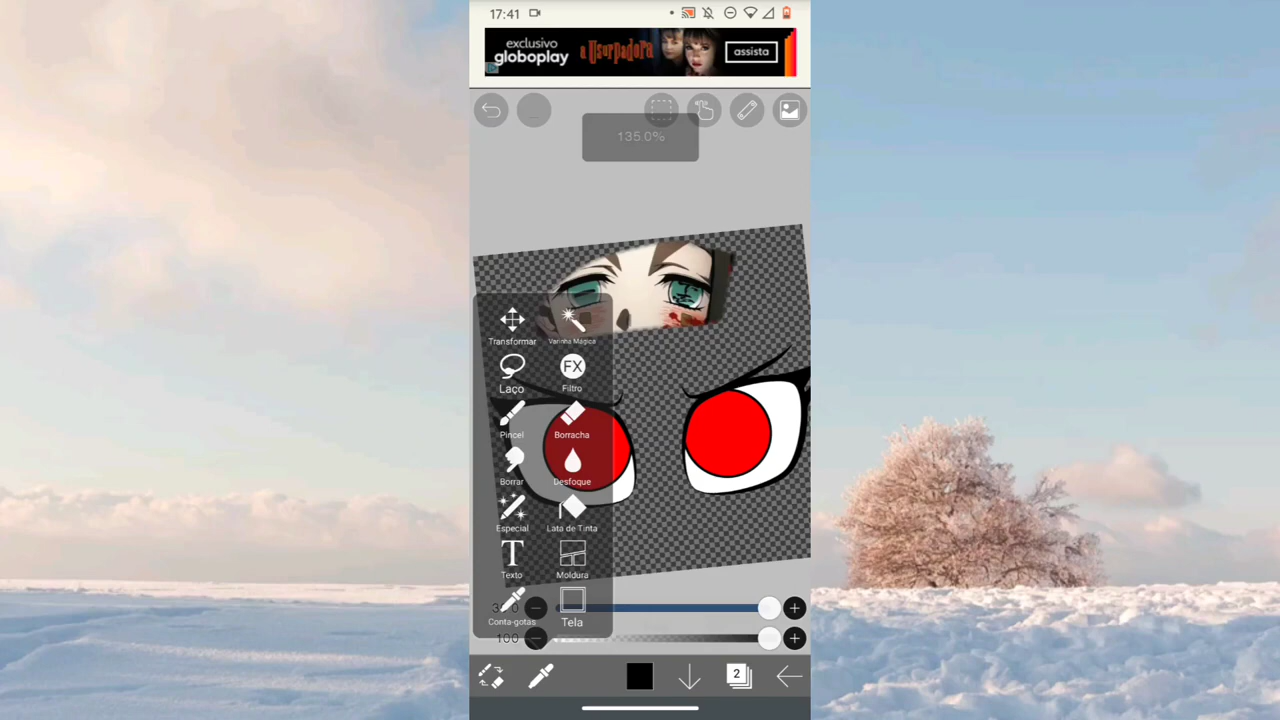 17:41
exclusivo
globoplay
a Usurpadora
assista
135.0%
Transformar
Varinha Mágica
Laço
FX
Filtro
Pincel
Borracha
Borrar
Desfoque
Especial
Lata de Tinta
T
Texto
Moldura
Conta-gotas
Tela
100
2